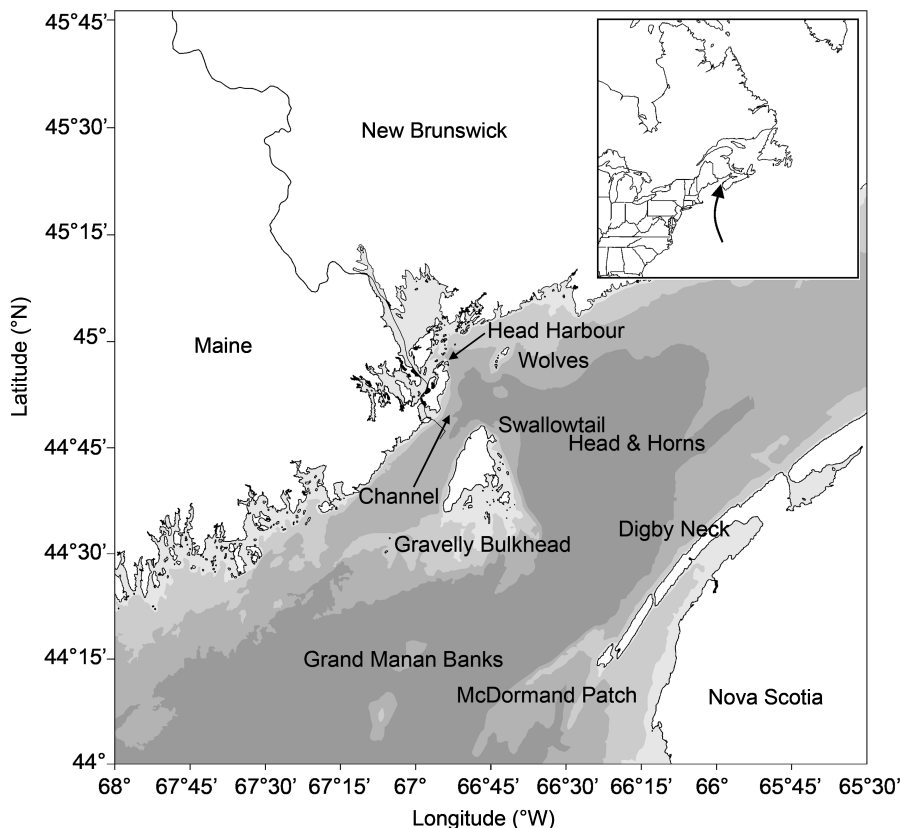 45°45’
45°30’
45°15’
45°
44°45’
44°30’
44°15’
44°
Latitude (°N)
New Brunswick
Maine
Head Harbour
Wolves
Swallowtail
Head & Horns
Channel
Digby Neck
Gravelly Bulkhead
Grand Manan Banks
McDormand Patch
Nova Scotia
68° 67°45’ 67°30’ 67°15’ 67° 66°45’ 66°30’ 66°15’ 66° 65°45’ 65°30’
Longitude (°W)